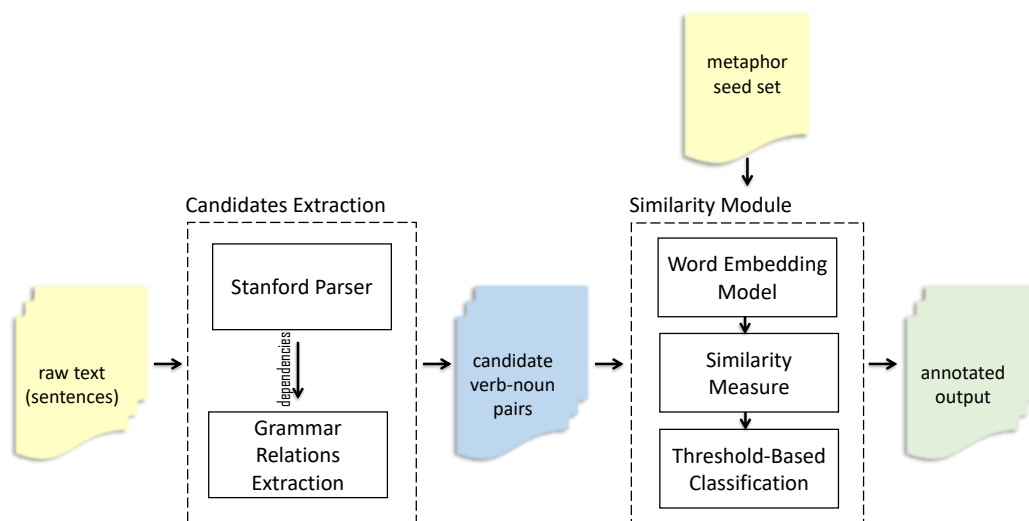 metaphor
seed set
Candidates Extraction
Similarity Module
Stanford Parser
dependencies
Grammar
Relations
Extraction
Word Embedding
Model
Similarity
Measure
Threshold-Based
Classification
raw text
(sentences)
candidate
verb-noun
pairs
annotated
output